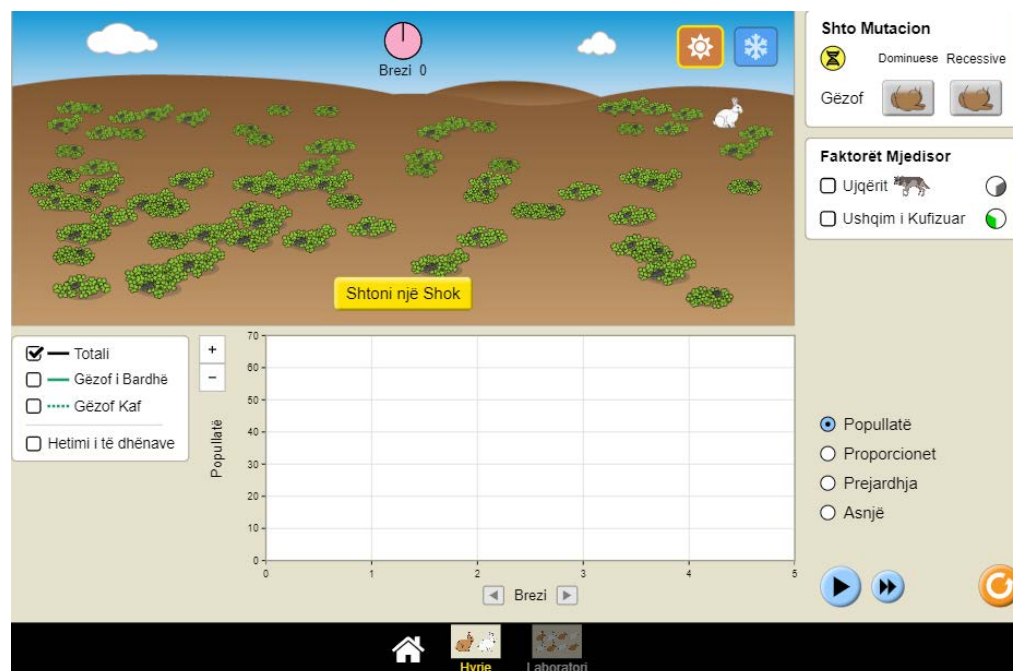 Brezi 0
Shtoni një Shok
Shto Mutacion
Dominuese Recessive
Gëzof
Faktorët Mjedisor
Ujqërit
Ushqim i Kufizuar
Totali
Gëzof i Bardhë
Gëzof Kaf
Hetimi i të dhënave
+
-
Popullatë
70
60
50
40
30
20
10
0
0 1 2 3 4 5
Brezi
Popullatë
Proporcionet
Prejardhja
Asnjë
Hyrje
Laboratori